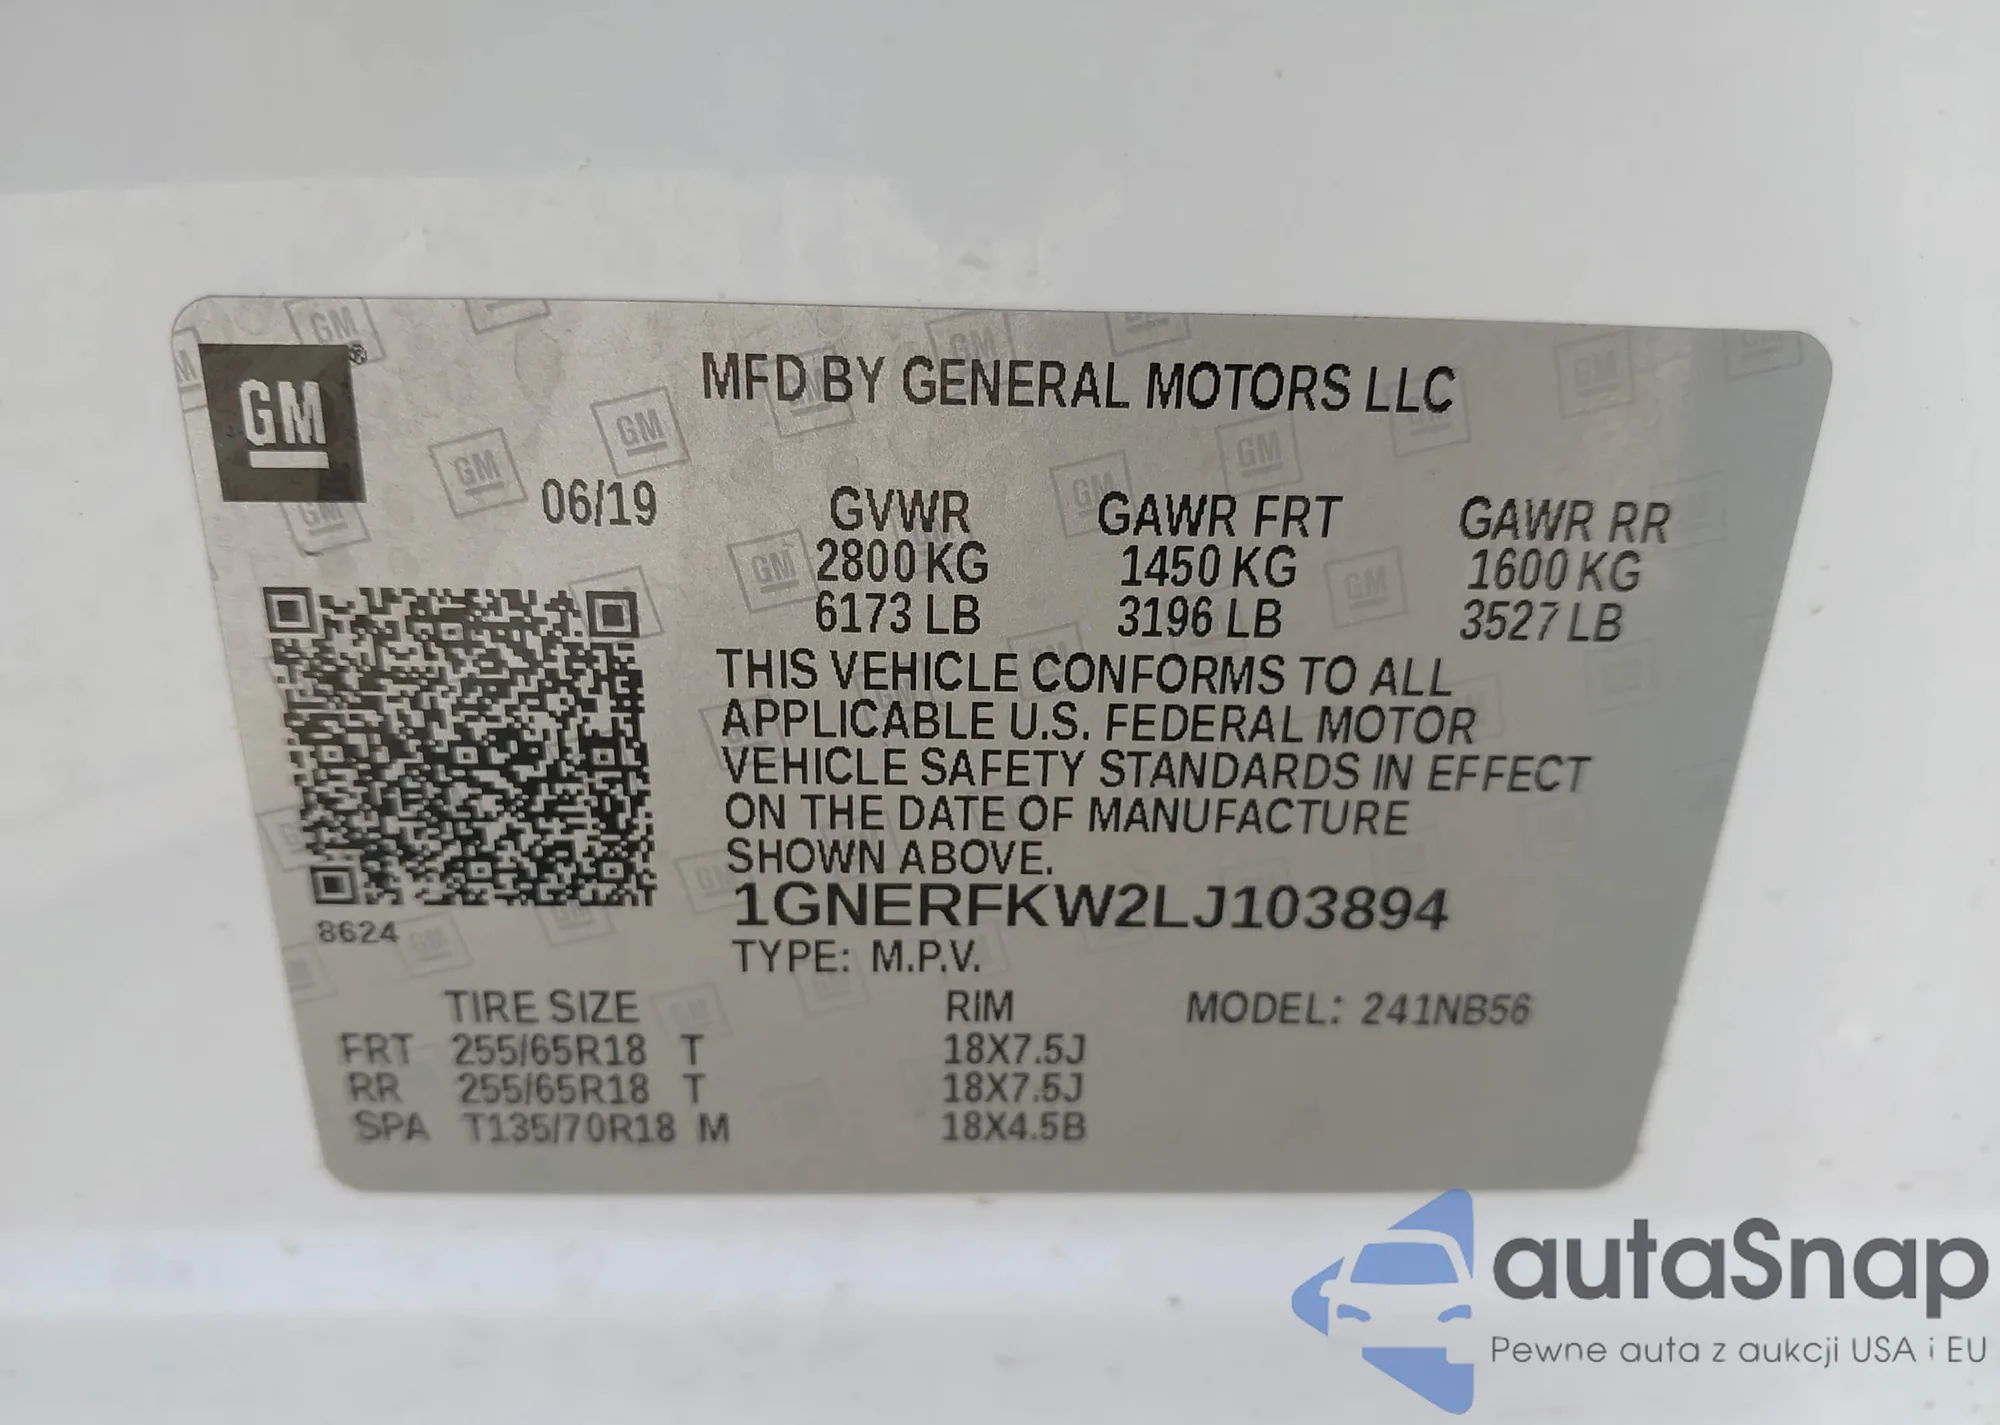 GM
MFD BY GENERAL MOTORS LLC
06/19
GVWR GAWR FRT GAWR RR
2800 KG 1450 KG 1600 KG
6173 LB 3196 LB 3527 LB
THIS VEHICLE CONFORMS TO ALL
APPLICABLE U.S. FEDERAL MOTOR
VEHICLE SAFETY STANDARDS IN EFFECT
ON THE DATE OF MANUFACTURE
SHOWN ABOVE.
1GNERFKW2LJ103894
8624
TYPE: M.P.V.
TIRE SIZE RIM MODEL: 241NB56
FRT 255/65R18 T 18X7.5J
RR 255/65R18 T 18X7.5J
SPA T135/70R18 M 18X4.5B
autaSnap
Pewne auta z aukcji USA i EU